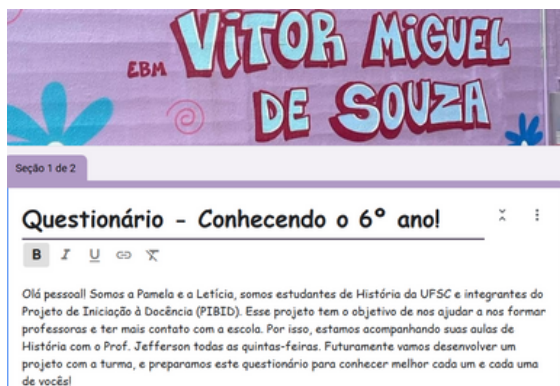 EBM VITOR MIGUEL
DE SOUZA
Seção 1 de 2
Questionário - Conhecendo o 6º ano!
B I U
Olá pessoal! Somos a Pamela e a Letícia, somos estudantes de História da UFSC e integrantes do
Projeto de Iniciação à Docência (PIBID). Esse projeto tem o objetivo de nos ajudar a nos formar
professoras e ter mais contato com a escola. Por isso, estamos acompanhando suas aulas de
História com o Prof. Jefferson todas as quintas-feiras. Futuramente vamos desenvolver um
projeto com a turma, e preparamos este questionário para conhecer melhor cada um e cada uma
de vocês!